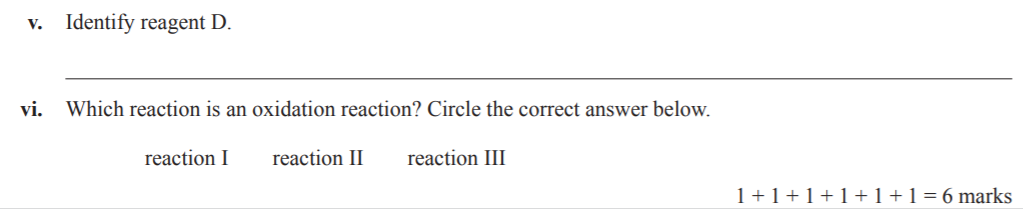 v. Identify reagent D.
vi. Which reaction is an oxidation reaction? Circle the correct answer below.
reaction I reaction II reaction III
1 + 1 + 1 + 1 + 1 + 1 = 6 marks